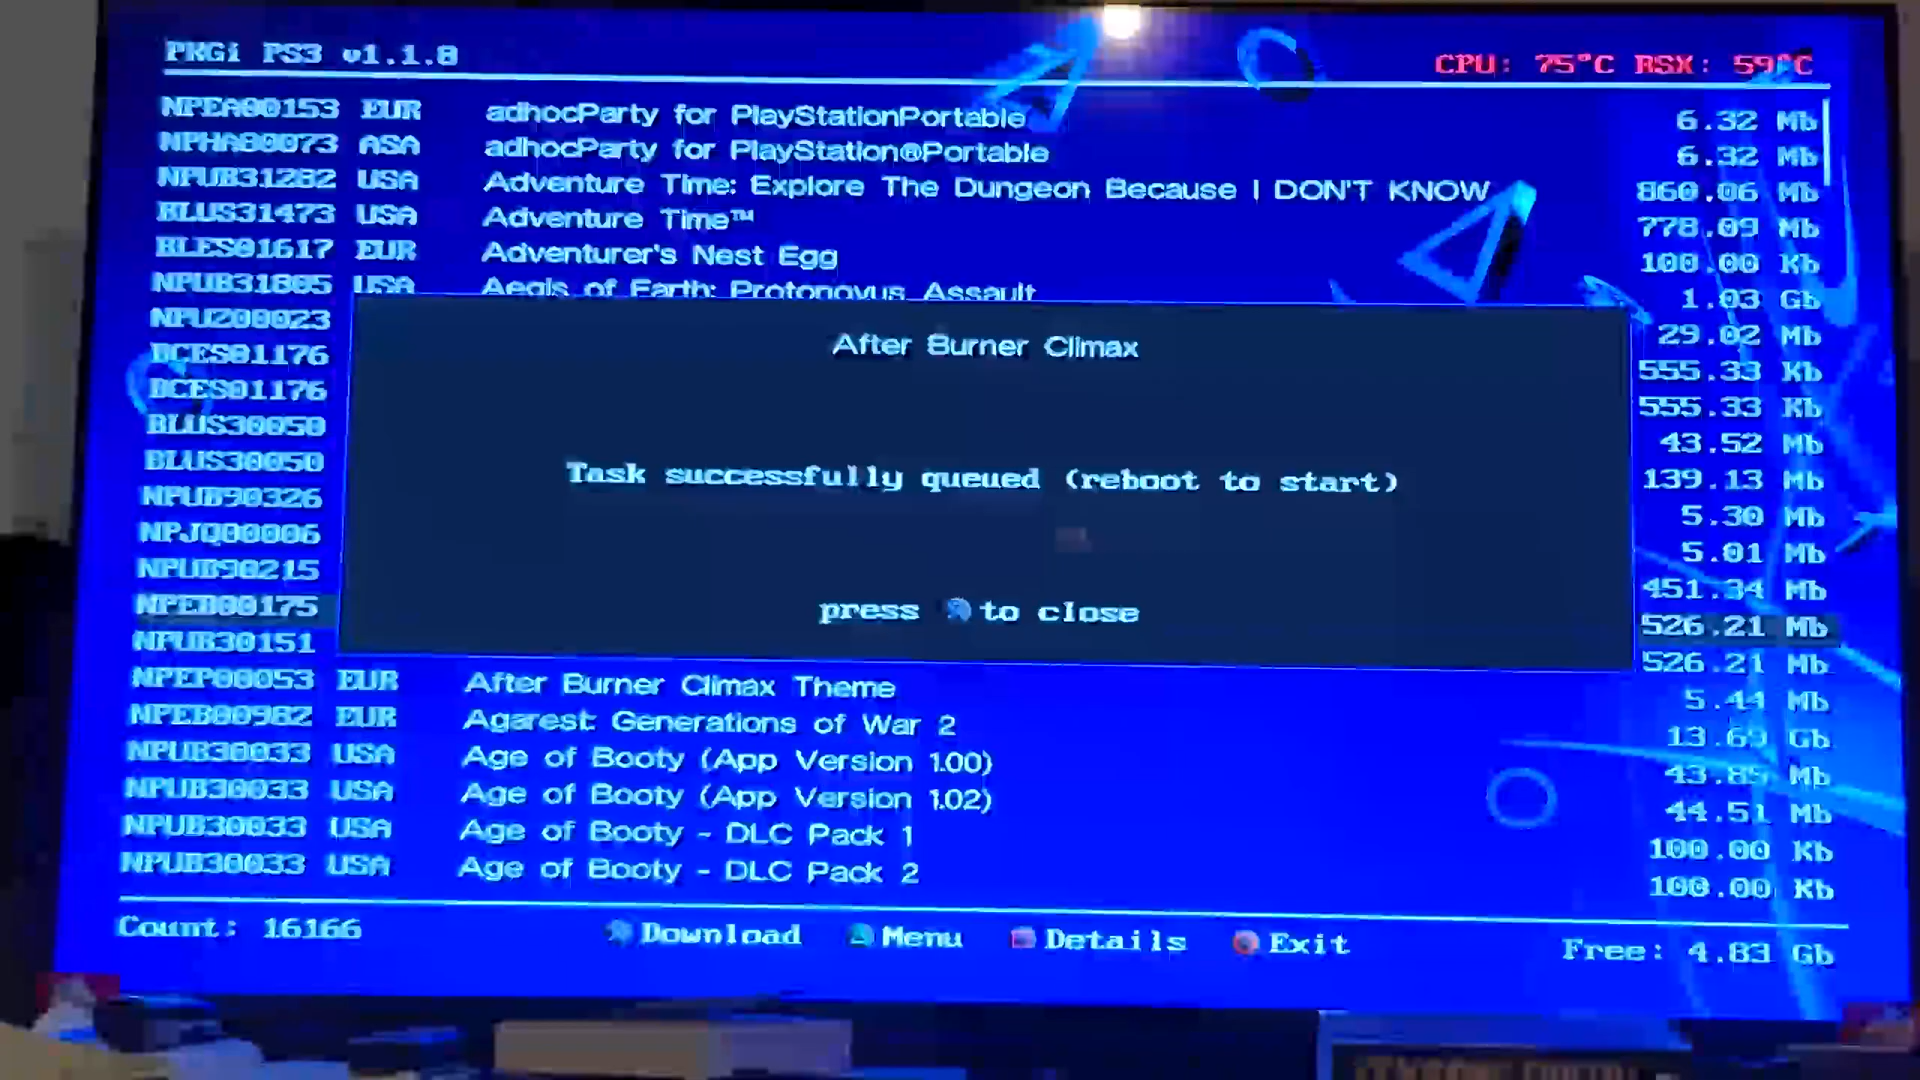 PKGi PS3 v1.1.8
CPU: 75°C RSX: 59°C
NPEA00153 EUR adhocParty for PlayStationPortable 6.32 Mb
NPHA80073 ASA adhocParty for PlayStation®Portable 6.32 Mb
NPUB31282 USA Adventure Time: Explore The Dungeon Because I DON'T KNOW 860.06 Mb
BLUS31473 USA Adventure Time™ 778.09 Mb
BLES01617 EUR Adventurer's Nest Egg 100.00 Kb
NPUB31805 USA Aegis of Earth: Protonovus Assault 1.03 Gb
NPUZ00023 29.02 Mb
BCES01176 555.33 Kb
BCES01176 555.33 Kb
BLUS30050 43.52 Mb
BLUS30050 139.13 Mb
NPUB90326 5.30 Mb
NPJQ00006 5.01 Mb
NPUB90215 451.34 Mb
NPEB00175 526.21 Mb
NPUB30151 526.21 Mb
After Burner Climax
Task successfully queued (reboot to start)
press to close
NPEP00053 EUR After Burner Climax Theme 5.44 Mb
NPEB00982 EUR Agarest: Generations of War 2 13.69 Gb
NPUB30033 USA Age of Booty (App Version 1.00) 43.85 Mb
NPUB30033 USA Age of Booty (App Version 1.02) 44.51 Mb
NPUB30033 USA Age of Booty - DLC Pack 1 100.00 Kb
NPUB30033 USA Age of Booty - DLC Pack 2 100.00 Kb
Count: 16166 Download Menu Details Exit Free: 4.83 Gb